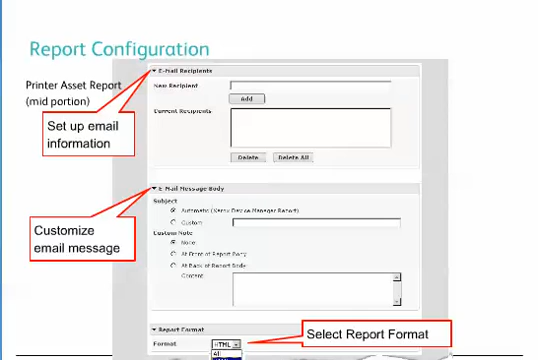 Report Configuration
Printer Asset Report
(mid portion)
Set up email
information
E-Mail Recipients
New Recipient
Add
Current Recipients
Delete
Delete All
Customize
email message
E-Mail Message Body
Subject
Automatic (Xerox Device Manager Report)
Custom
Custom Note
None
At Front of Report Body
At Back of Report Body
Content
Report Format
Format
HTML
All
Select Report Format